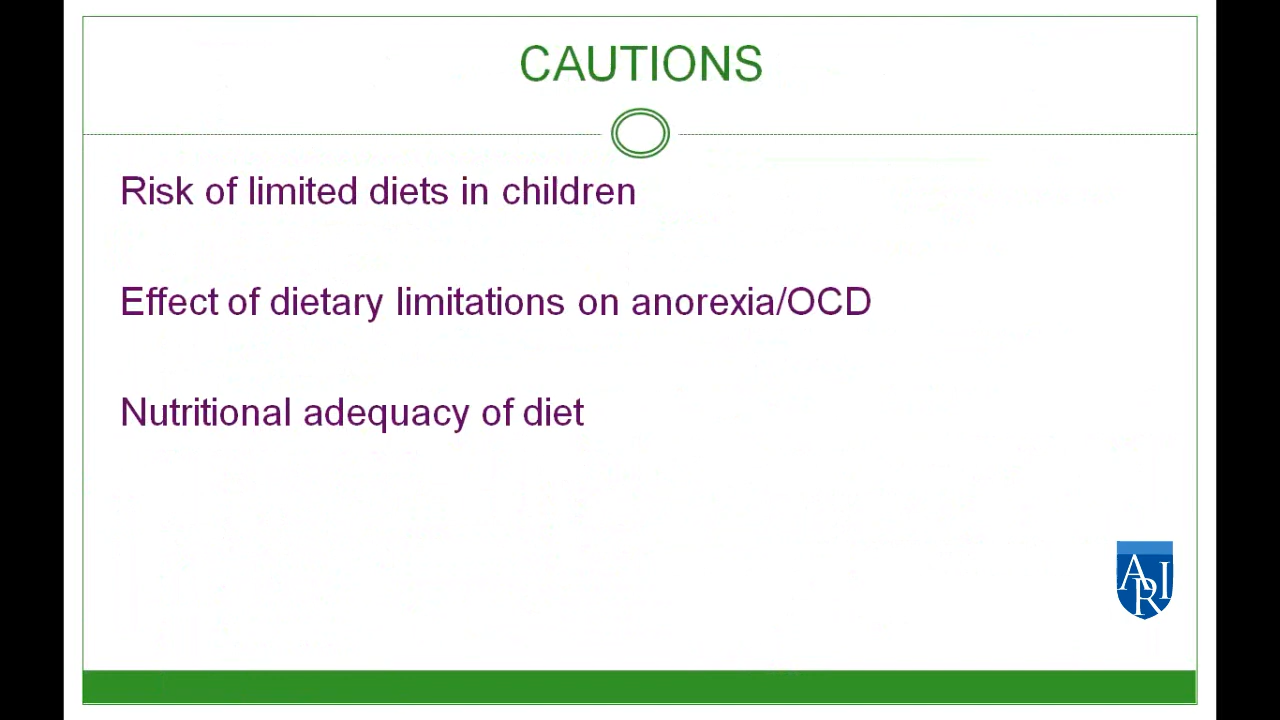 CAUTIONS
Risk of limited diets in children
Effect of dietary limitations on anorexia/OCD
Nutritional adequacy of diet
ARI